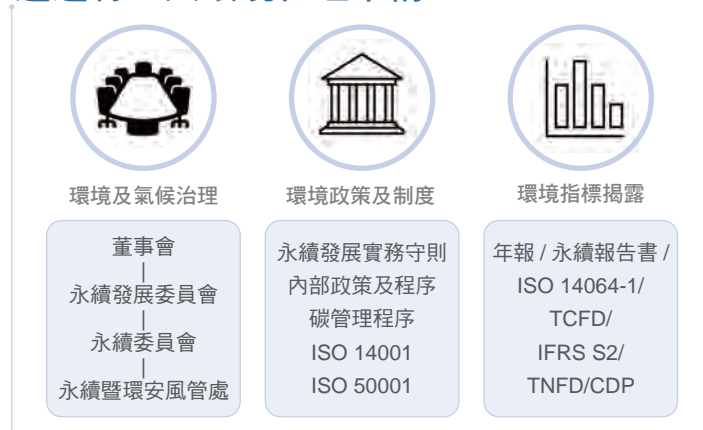 環境及氣候治理
董事會
|
永續發展委員會
|
永續委員會
|
永續暨環安風管處
環境政策及制度
永續發展實務守則
內部政策及程序
碳管理程序
ISO 14001
ISO 50001
環境指標揭露
年報 / 永續報告書 /
ISO 14064-1/
TCFD/
IFRS S2/
TNFD/CDP